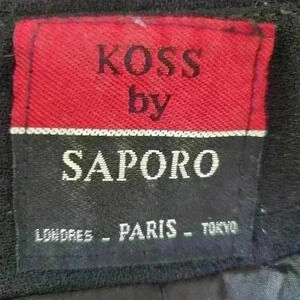 KOSS
by
SAPORO
LONDRES - PARIS - TOKYO